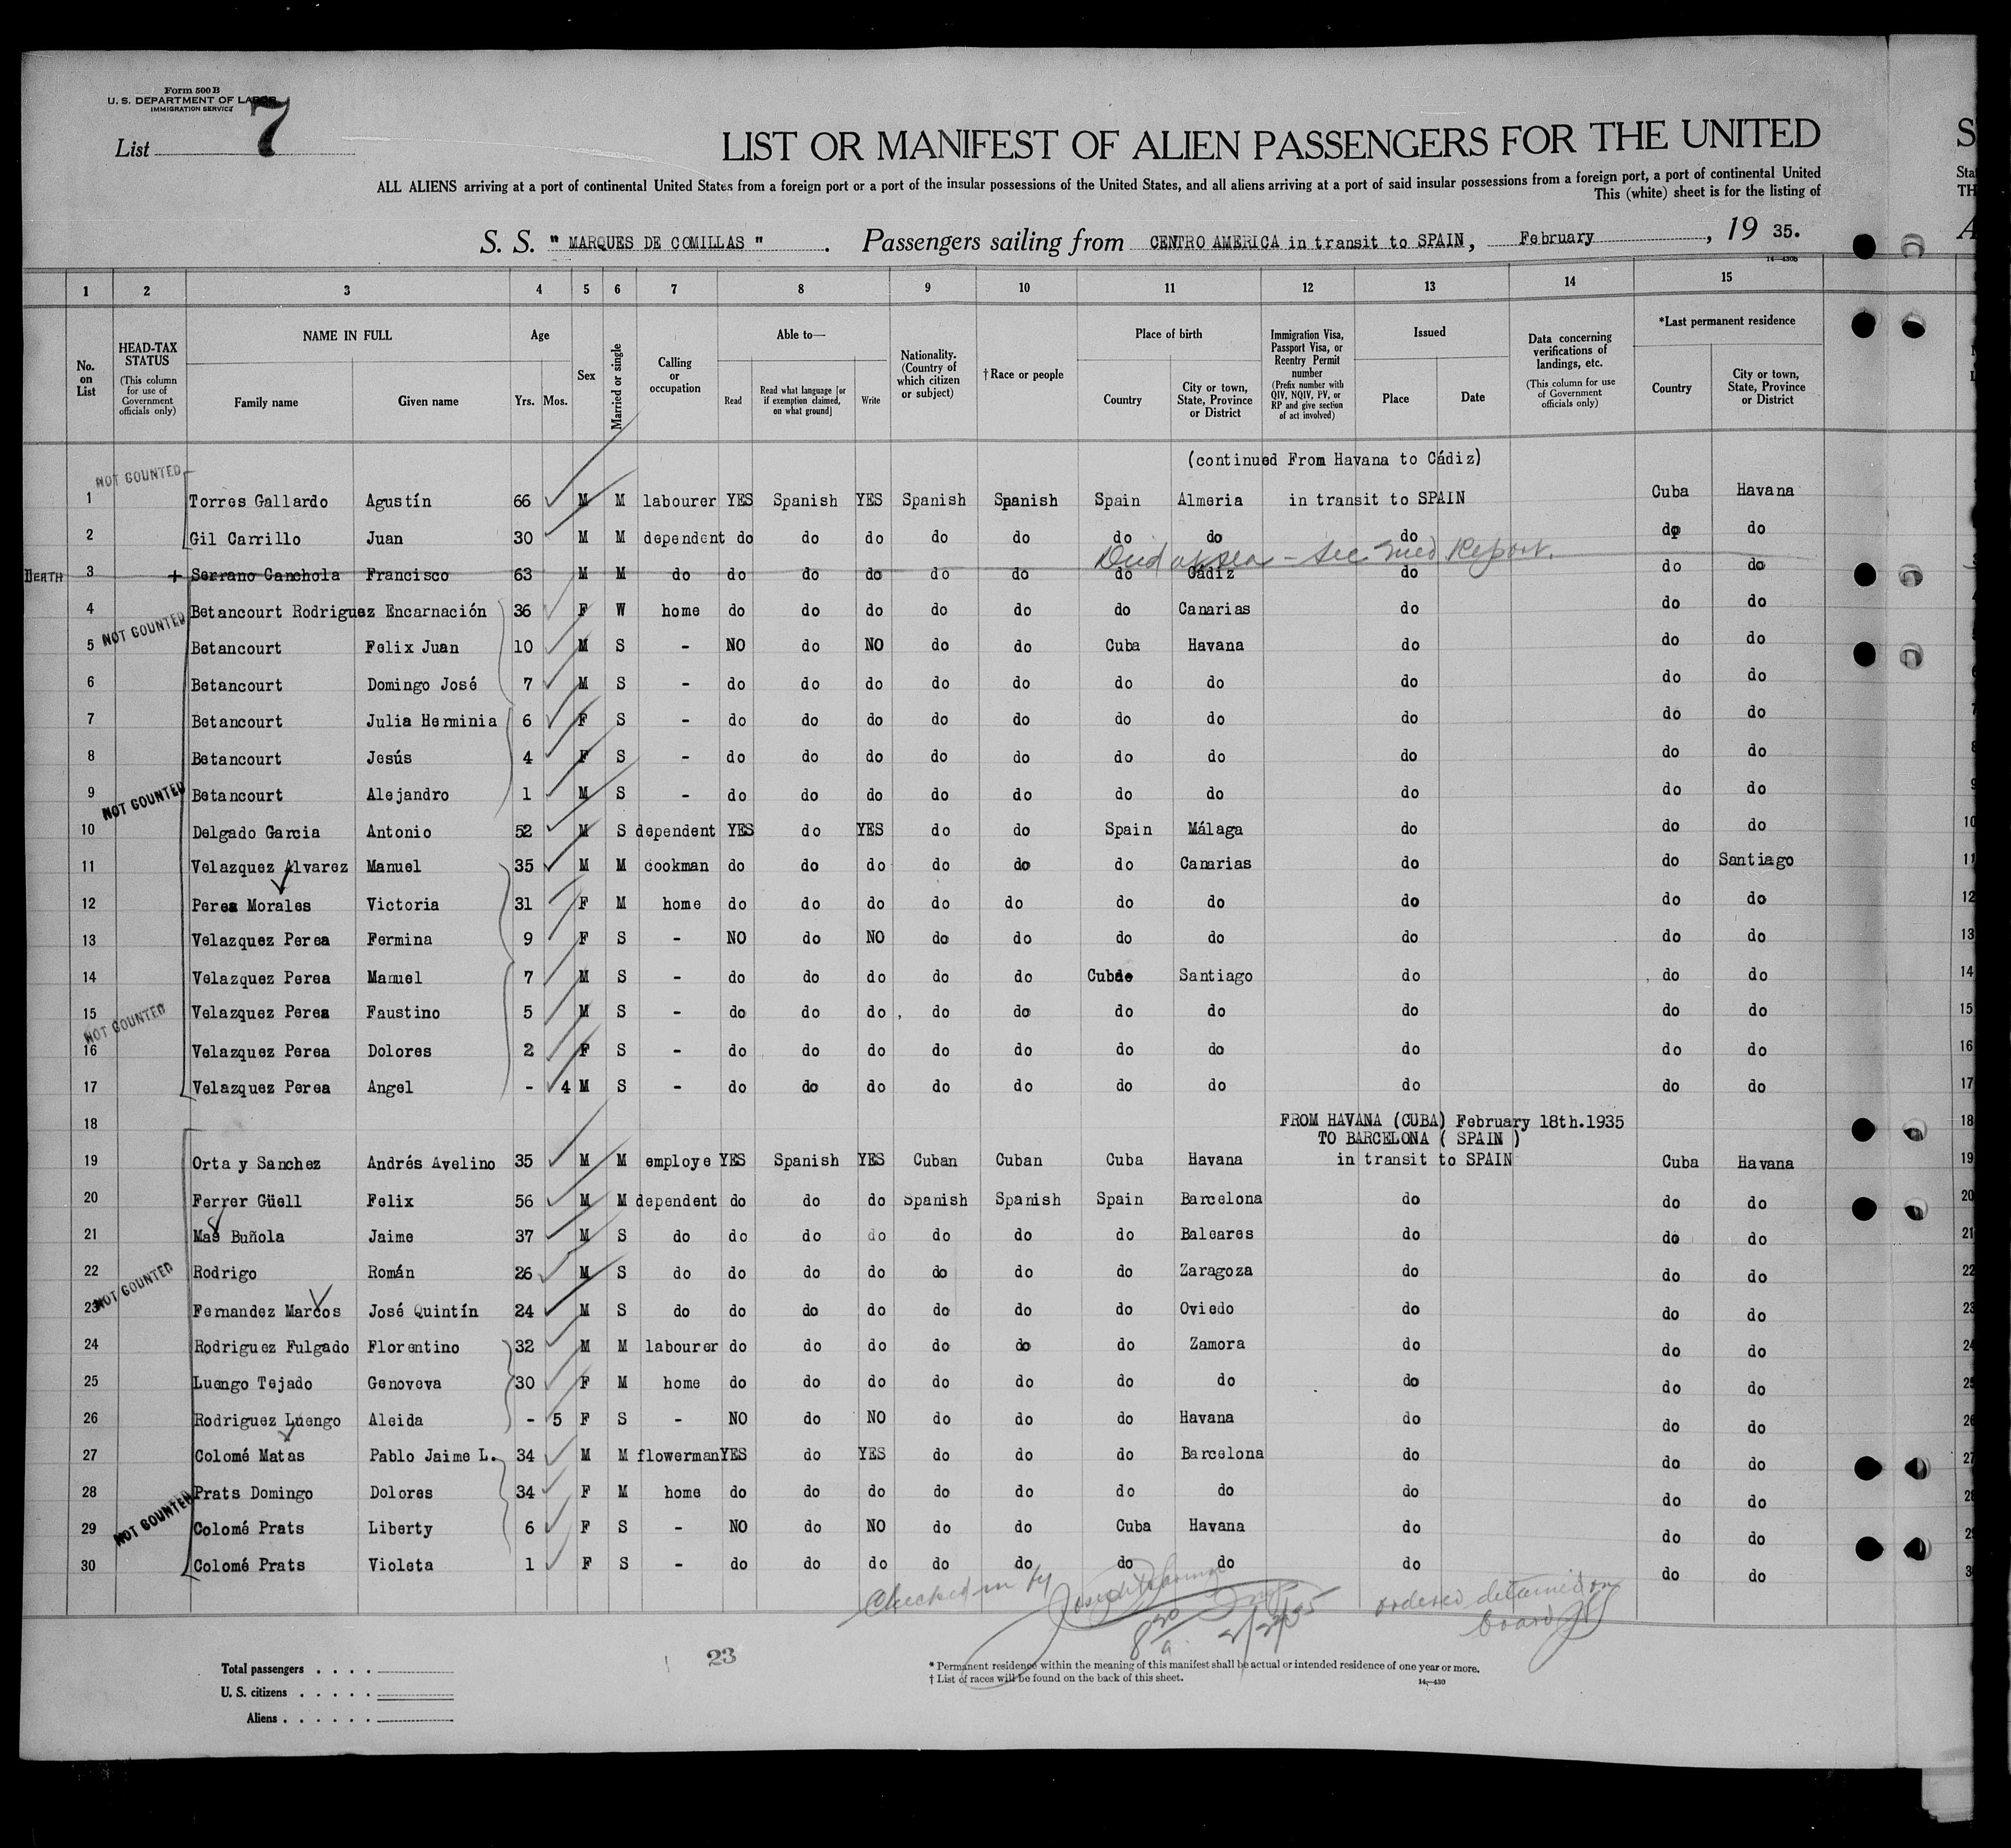 Form 500 B
U. S. DEPARTMENT OF LABOR
IMMIGRATION SERVICE
List 7
LIST OR MANIFEST OF ALIEN PASSENGERS FOR THE UNITED
S
ALL ALIENS arriving at a port of continental United States from a foreign port or a port of the insular possessions of the United States, and all aliens arriving at a port of said insular possessions from a foreign port, a port of continental United
Stat
This (white) sheet is for the listing of
TH
S. S. " MARQUES DE COMILLAS " . Passengers sailing from CENTRO AMERICA in transit to SPAIN, February , 19 35.
A
14—430B
1 2 3 4 5 6 7 8 9 10 11 12 13 14 15
No. on List
HEAD-TAX STATUS (This column for use of Government officials only)
NAME IN FULL Family name Given name
Age Yrs. Mos.
Sex
Married or single
Calling or occupation
Able to— Read Read what language [or if exemption claimed, on what ground] Write
Nationality. (Country of which citizen or subject)
† Race or people
Place of birth Country City or town, State, Province or District
Immigration Visa, Passport Visa, or Reentry Permit number (Prefix number with QIV, NQIV, PV, or RP and give section of act involved)
Issued Place Date
Data concerning verifications of landings, etc. (This column for use of Government officials only)
*Last permanent residence Country City or town, State, Province or District
(continued From Havana to Cádiz)
NOT COUNTED
1 Torres Gallardo Agustín 66 M M labourer YES Spanish YES Spanish Spanish Spain Almeria in transit to SPAIN Cuba Havana
2 Gil Carrillo Juan 30 M M dependent do do do do do do do do do do
Died at sea - See Med Report.
DEATH 3 + Serrano Canchola Francisco 63 M M do do do do do do do Cádiz do do do
4 Betancourt Rodriguez Encarnación 36 F W home do do do do do do Canarias do do do
NOT COUNTED
5 Betancourt Felix Juan 10 M S - NO do NO do do Cuba Havana do do do
6 Betancourt Domingo José 7 M S - do do do do do do do do do do
7 Betancourt Julia Herminia 6 F S - do do do do do do do do do do
8 Betancourt Jesús 4 F S - do do do do do do do do do do
9 Betancourt Alejandro 1 M S - do do do do do do do do do do
NOT COUNTED
10 Delgado Garcia Antonio 52 M S dependent YES do YES do do Spain Málaga do do do
11 Velazquez Alvarez Manuel 35 M M cookman do do do do do do Canarias do do Santiago
12 Perea Morales Victoria 31 F M home do do do do do do do do do do
13 Velazquez Perea Fermina 9 F S - NO do NO do do do do do do do
14 Velazquez Perea Manuel 7 M S - do do do do do Cubado Santiago do do do
15 Velazquez Perea Faustino 5 M S - do do do do do do do do do do
NOT COUNTED
16 Velazquez Perea Dolores 2 F S - do do do do do do do do do do
17 Velazquez Perea Angel - 4 M S - do do do do do do do do do do
18 FROM HAVANA (CUBA) February 18th.1935
TO BARCELONA ( SPAIN )
19 Orta y Sanchez Andrés Avelino 35 M M employe YES Spanish YES Cuban Cuban Cuba Havana in transit to SPAIN Cuba Havana
20 Ferrer Güell Felix 56 M M dependent do do do Spanish Spanish Spain Barcelona do do do
21 Mas Buñola Jaime 37 M S do do do do do do do Baleares do do do
22 Rodrigo Román 26 M S do do do do do do do Zaragoza do do do
NOT COUNTED
23 Fernandez Marcos José Quintín 24 M S do do do do do do do Oviedo do do do
24 Rodriguez Fulgado Florentino 32 M M labourer do do do do do do Zamora do do do
25 Luengo Tejado Genoveva 30 F M home do do do do do do do do do do
26 Rodriguez Luengo Aleida - 5 F S - NO do NO do do do Havana do do do
27 Colomé Matas Pablo Jaime L. 34 M M flowerman YES do YES do do do Barcelona do do do
28 Prats Domingo Dolores 34 F M home do do do do do do do do do do
NOT COUNTED
29 Colomé Prats Liberty 6 F S - NO do NO do do Cuba Havana do do do
30 Colomé Prats Violeta 1 F S - do do do do do do do do do do
Checked in by
ordered detained on
board
23
Total passengers . . . .
U. S. citizens . . . . .
Aliens . . . . . .
* Permanent residence within the meaning of this manifest shall be actual or intended residence of one year or more.
† List of races will be found on the back of this sheet.
14—430